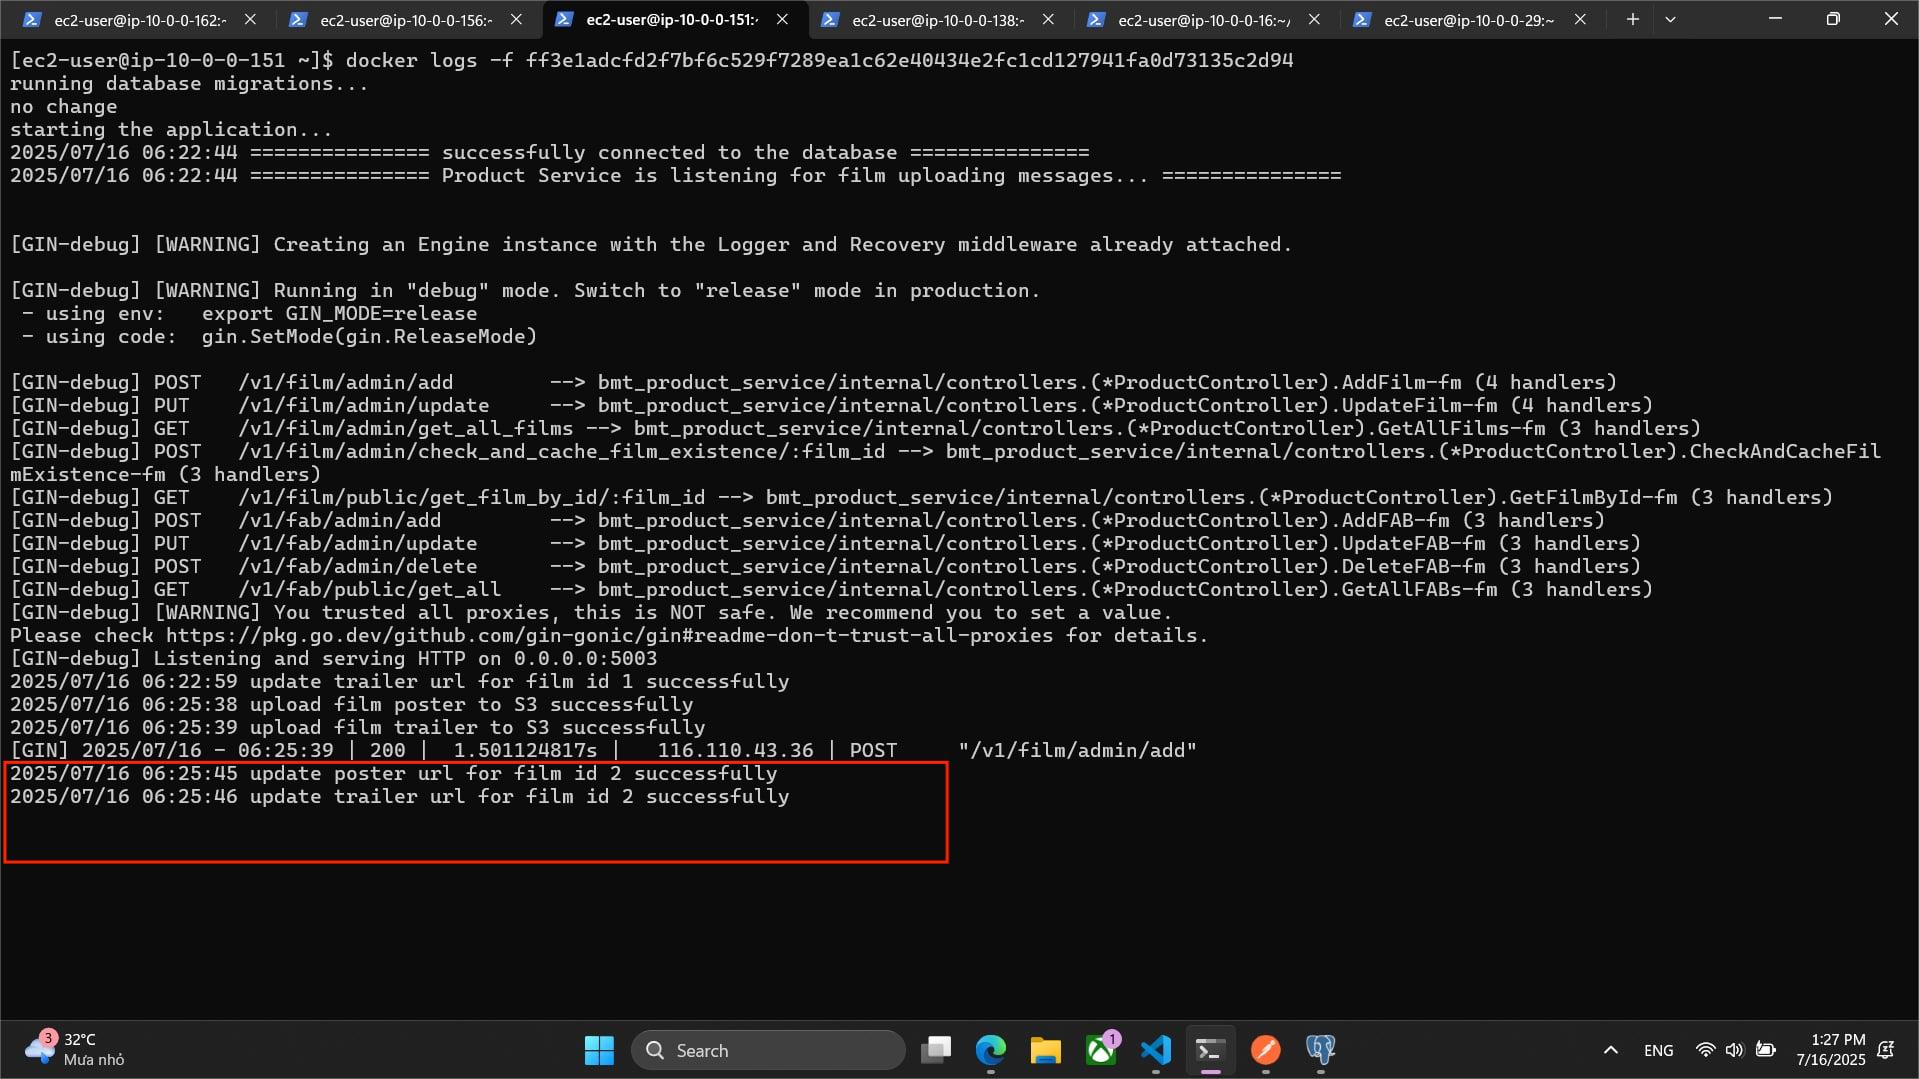 ec2-user@ip-10-0-0-162:~
ec2-user@ip-10-0-0-156:~
ec2-user@ip-10-0-0-151:~
ec2-user@ip-10-0-0-138:~
ec2-user@ip-10-0-0-16:~/
ec2-user@ip-10-0-0-29:~
[ec2-user@ip-10-0-0-151 ~]$ docker logs -f ff3e1adcfd2f7bf6c529f7289ea1c62e40434e2fc1cd127941fa0d73135c2d94
running database migrations...
no change
starting the application...
2025/07/16 06:22:44 =============== successfully connected to the database ===============
2025/07/16 06:22:44 =============== Product Service is listening for film uploading messages... ===============
[GIN-debug] [WARNING] Creating an Engine instance with the Logger and Recovery middleware already attached.
[GIN-debug] [WARNING] Running in "debug" mode. Switch to "release" mode in production.
- using env:   export GIN_MODE=release
- using code:  gin.SetMode(gin.ReleaseMode)
[GIN-debug] POST   /v1/film/admin/add        --> bmt_product_service/internal/controllers.(*ProductController).AddFilm-fm (4 handlers)
[GIN-debug] PUT    /v1/film/admin/update     --> bmt_product_service/internal/controllers.(*ProductController).UpdateFilm-fm (4 handlers)
[GIN-debug] GET    /v1/film/admin/get_all_films --> bmt_product_service/internal/controllers.(*ProductController).GetAllFilms-fm (3 handlers)
[GIN-debug] POST   /v1/film/admin/check_and_cache_film_existence/:film_id --> bmt_product_service/internal/controllers.(*ProductController).CheckAndCacheFil
mExistence-fm (3 handlers)
[GIN-debug] GET    /v1/film/public/get_film_by_id/:film_id --> bmt_product_service/internal/controllers.(*ProductController).GetFilmById-fm (3 handlers)
[GIN-debug] POST   /v1/fab/admin/add         --> bmt_product_service/internal/controllers.(*ProductController).AddFAB-fm (3 handlers)
[GIN-debug] PUT    /v1/fab/admin/update      --> bmt_product_service/internal/controllers.(*ProductController).UpdateFAB-fm (3 handlers)
[GIN-debug] POST   /v1/fab/admin/delete      --> bmt_product_service/internal/controllers.(*ProductController).DeleteFAB-fm (3 handlers)
[GIN-debug] GET    /v1/fab/public/get_all    --> bmt_product_service/internal/controllers.(*ProductController).GetAllFABs-fm (3 handlers)
[GIN-debug] [WARNING] You trusted all proxies, this is NOT safe. We recommend you to set a value.
Please check https://pkg.go.dev/github.com/gin-gonic/gin#readme-don-t-trust-all-proxies for details.
[GIN-debug] Listening and serving HTTP on 0.0.0.0:5003
2025/07/16 06:22:59 update trailer url for film id 1 successfully
2025/07/16 06:25:38 upload film poster to S3 successfully
2025/07/16 06:25:39 upload film trailer to S3 successfully
[GIN] 2025/07/16 - 06:25:39 | 200 |  1.501124817s |   116.110.43.36 | POST     "/v1/film/admin/add"
2025/07/16 06:25:45 update poster url for film id 2 successfully
2025/07/16 06:25:46 update trailer url for film id 2 successfully
3
32°C
Mưa nhỏ
Search
1
ENG
1:27 PM
7/16/2025